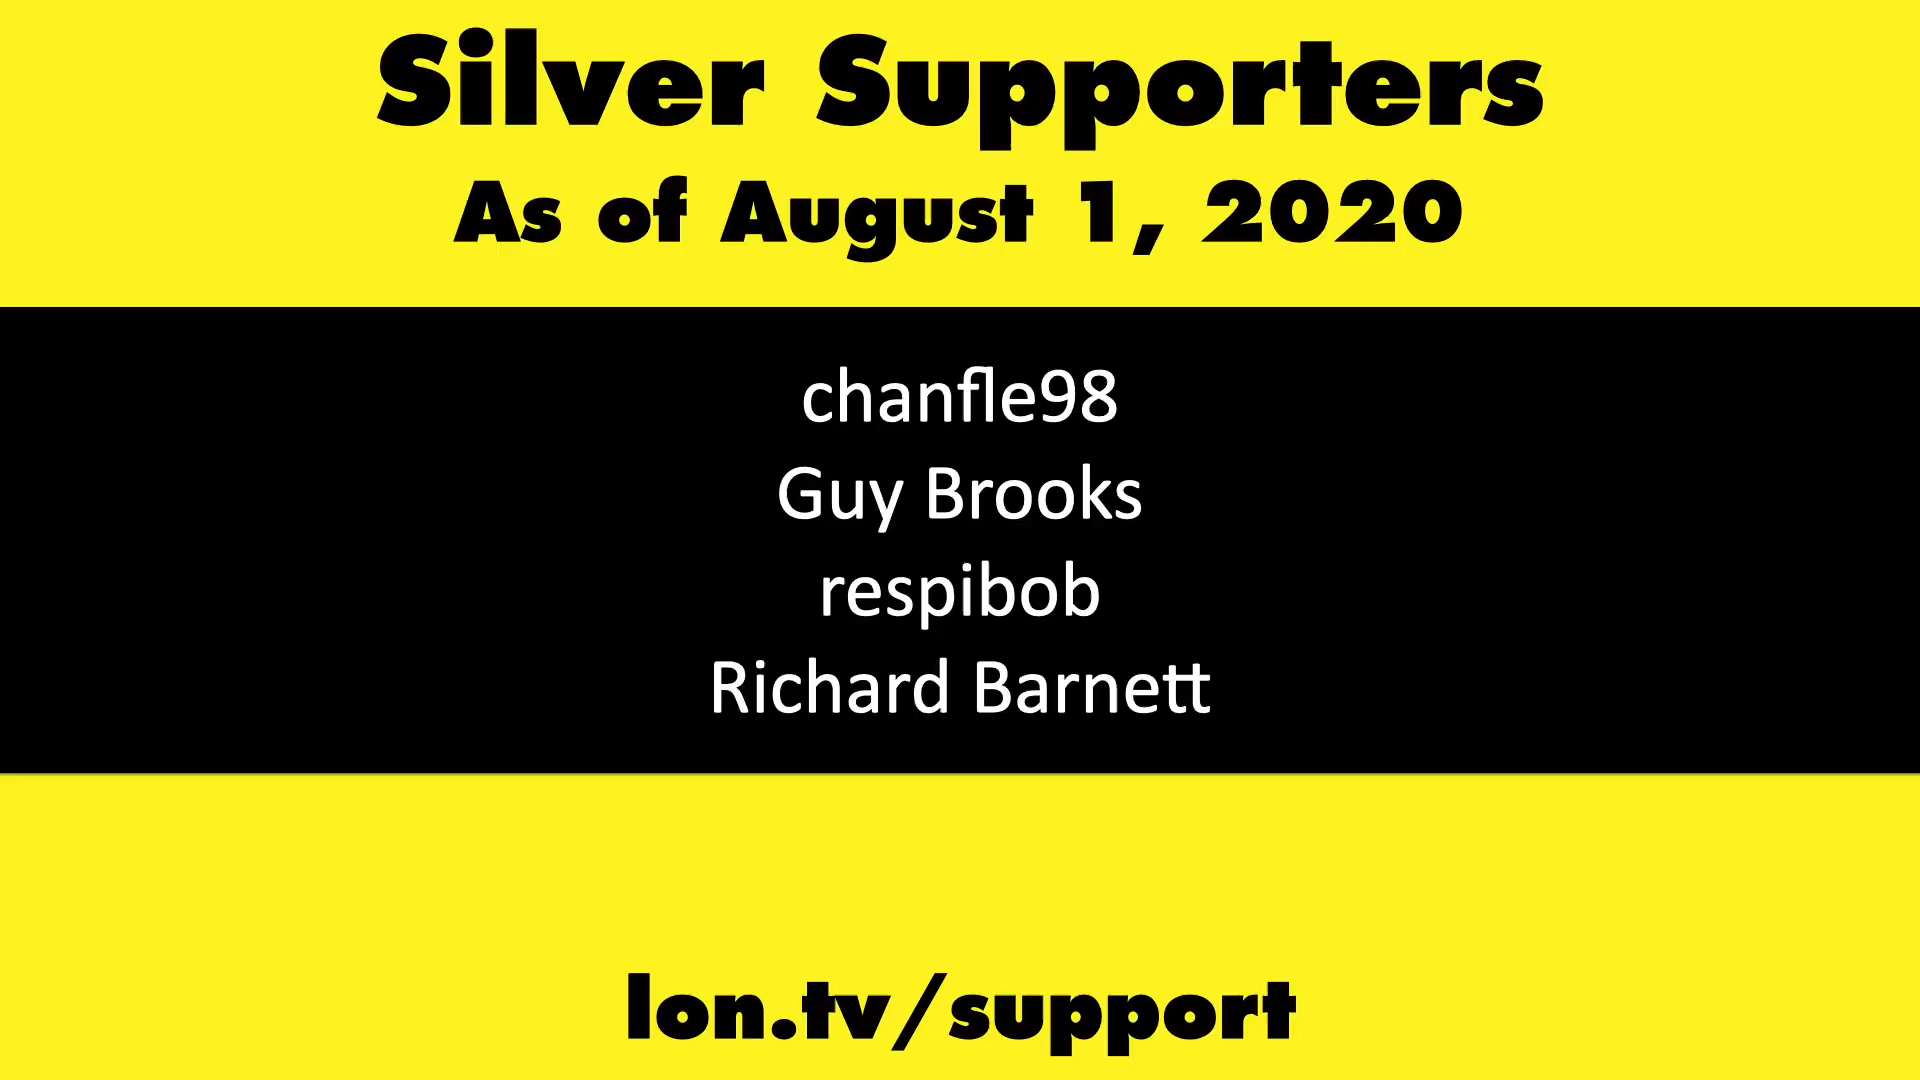 Silver Supporters
As of August 1, 2020
chanfle98
Guy Brooks
respibob
Richard Barnett
lon.tv/support